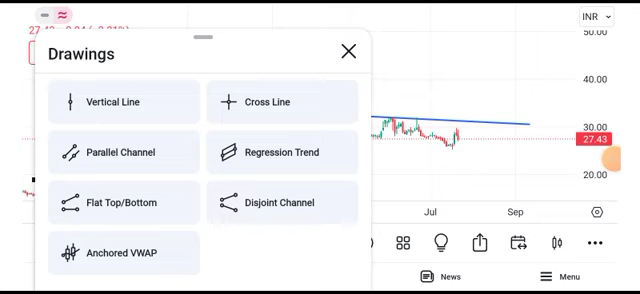 INR
50.00
Drawings
Vertical Line
Cross Line
40.00
Parallel Channel
Regression Trend
30.00
27.43
Flat Top/Bottom
Disjoint Channel
20.00
Jul
Sep
Anchored VWAP
News
Menu